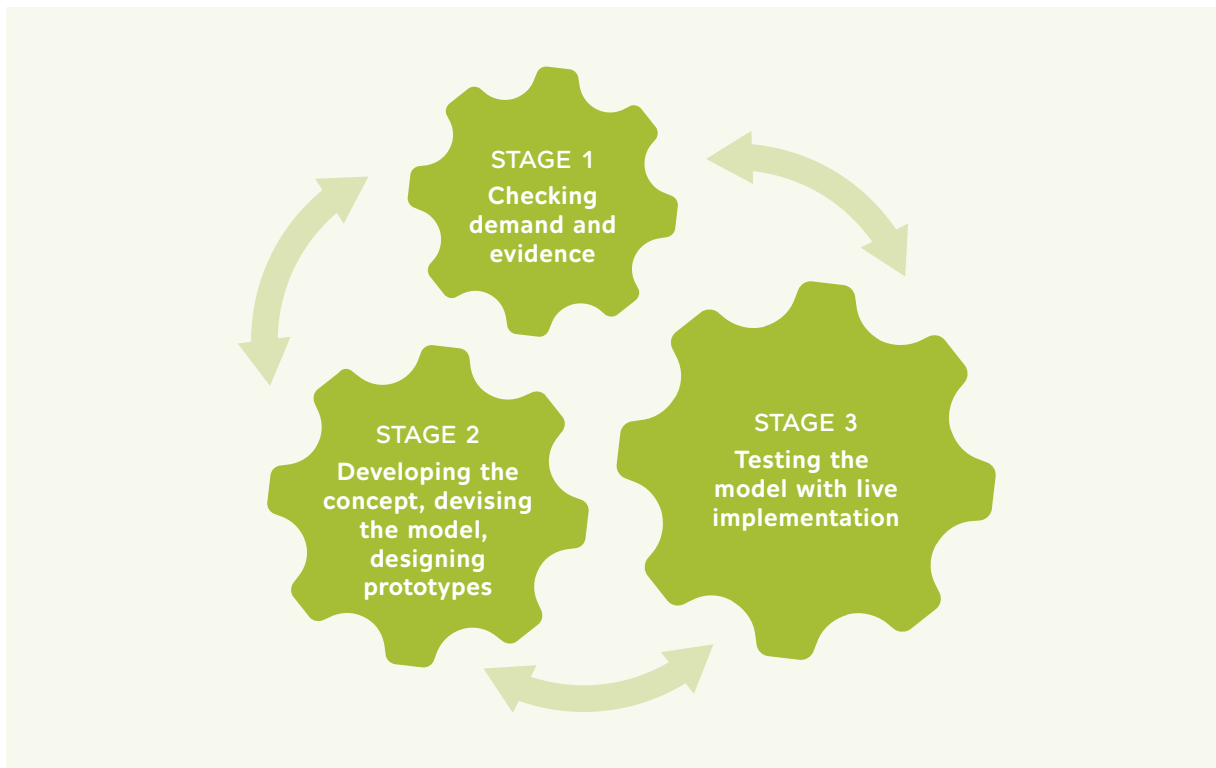 STAGE 1
Checking
demand and
evidence
STAGE 2
Developing the
concept, devising
the model,
designing
prototypes
STAGE 3
Testing the
model with live
implementation